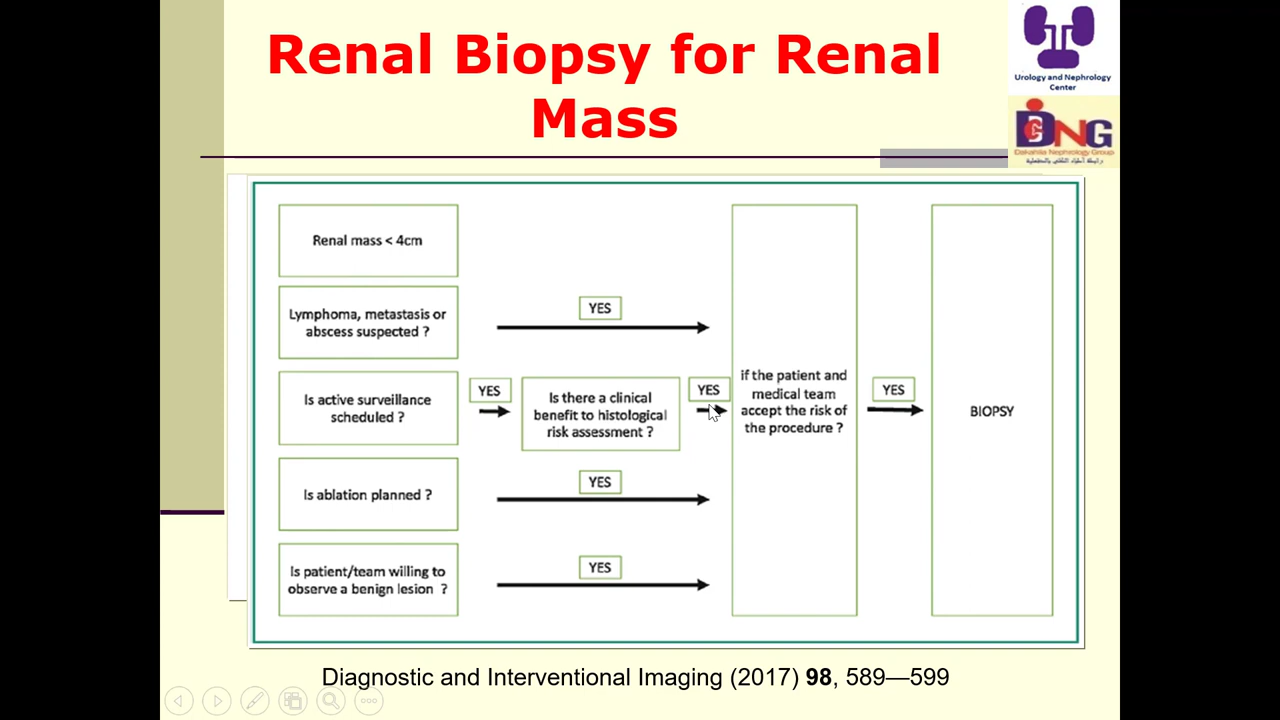 Renal Biopsy for Renal
Mass
Urology and Nephrology
Center
DNG
Dakahlia Nephrology Group
Renal mass < 4cm
Lymphoma, metastasis or
abscess suspected ?
YES
Is active surveillance
scheduled ?
YES
Is there a clinical
benefit to histological
risk assessment ?
YES
if the patient and
medical team
accept the risk of
the procedure ?
YES
BIOPSY
Is ablation planned ?
YES
Is patient/team willing to
observe a benign lesion ?
YES
Diagnostic and Interventional Imaging (2017) 98, 589—599